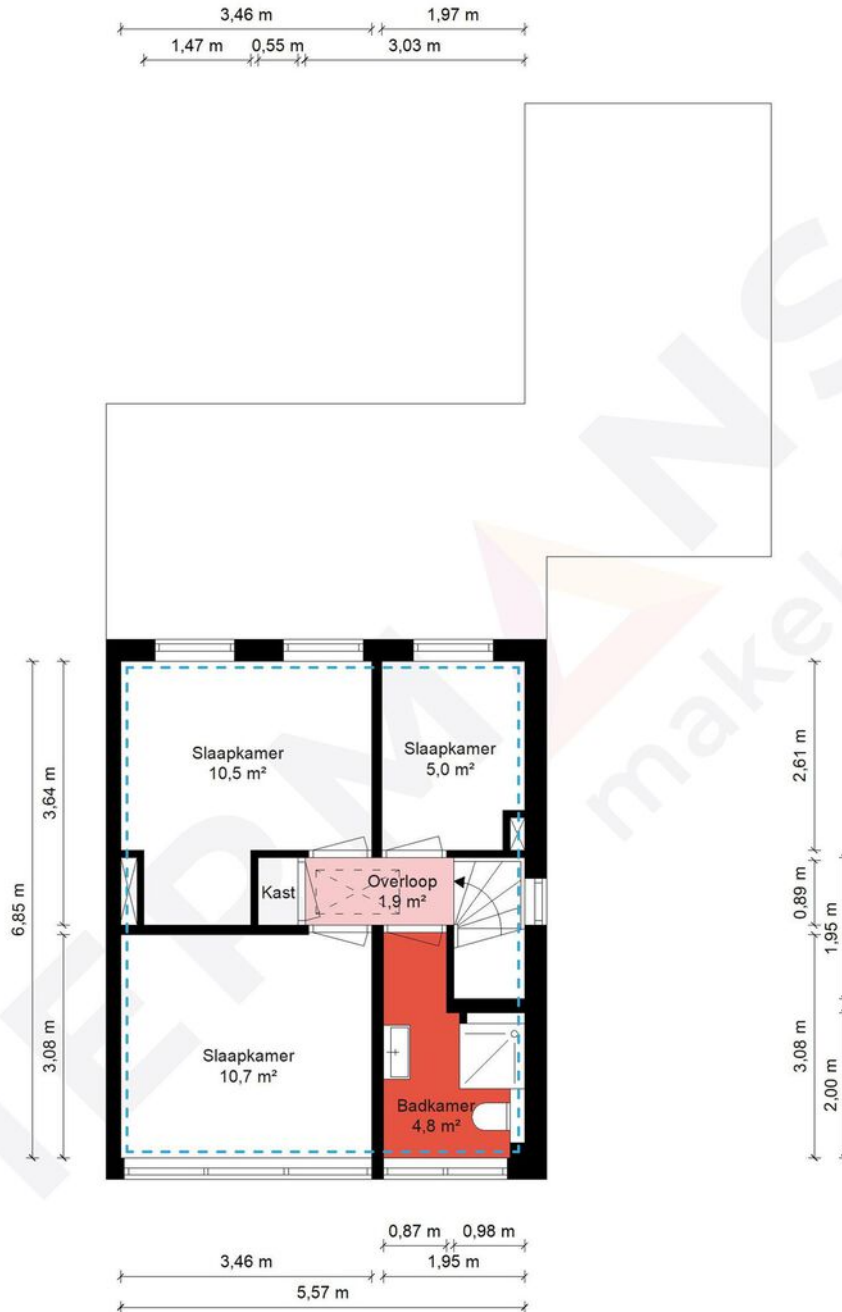 3,46 m 1,97 m
1,47 m 0,55 m 3,03 m
Slaapkamer
10,5 m²
Slaapkamer
5,0 m²
2,61 m
3,64 m
6,85 m
Kast
Overloop
1,9 m²
0,89 m
1,95 m
3,08 m
Slaapkamer
10,7 m²
3,08 m
2,00 m
Badkamer
4,8 m²
0,87 m 0,98 m
3,46 m 1,95 m
5,57 m